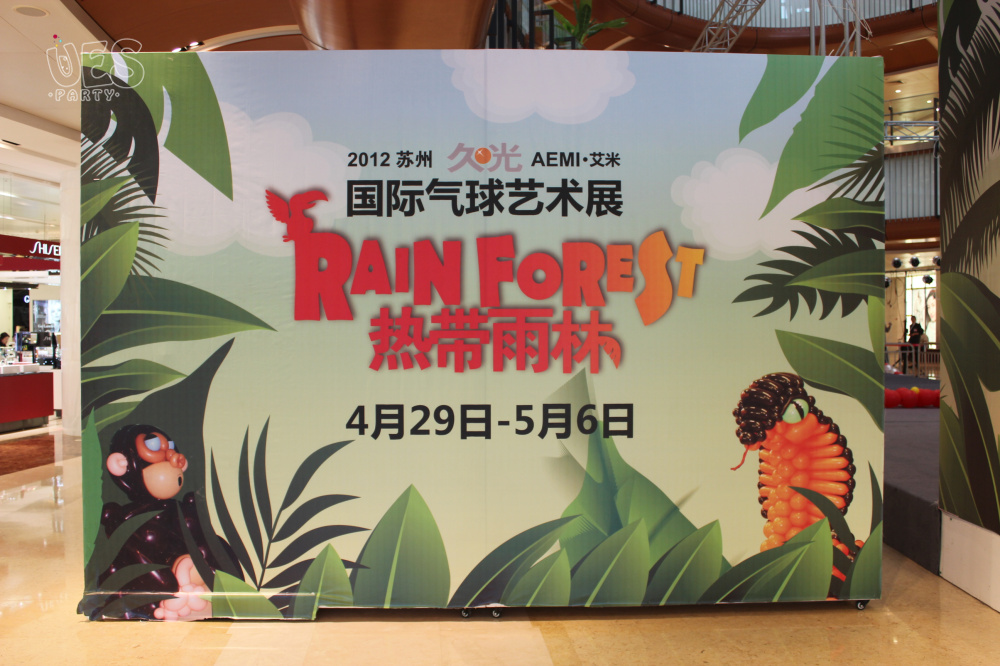 UES
PARTY
2012 苏州 久光 AEMI·艾米
国际气球艺术展
RAIN FOREST
热带雨林
4月29日-5月6日